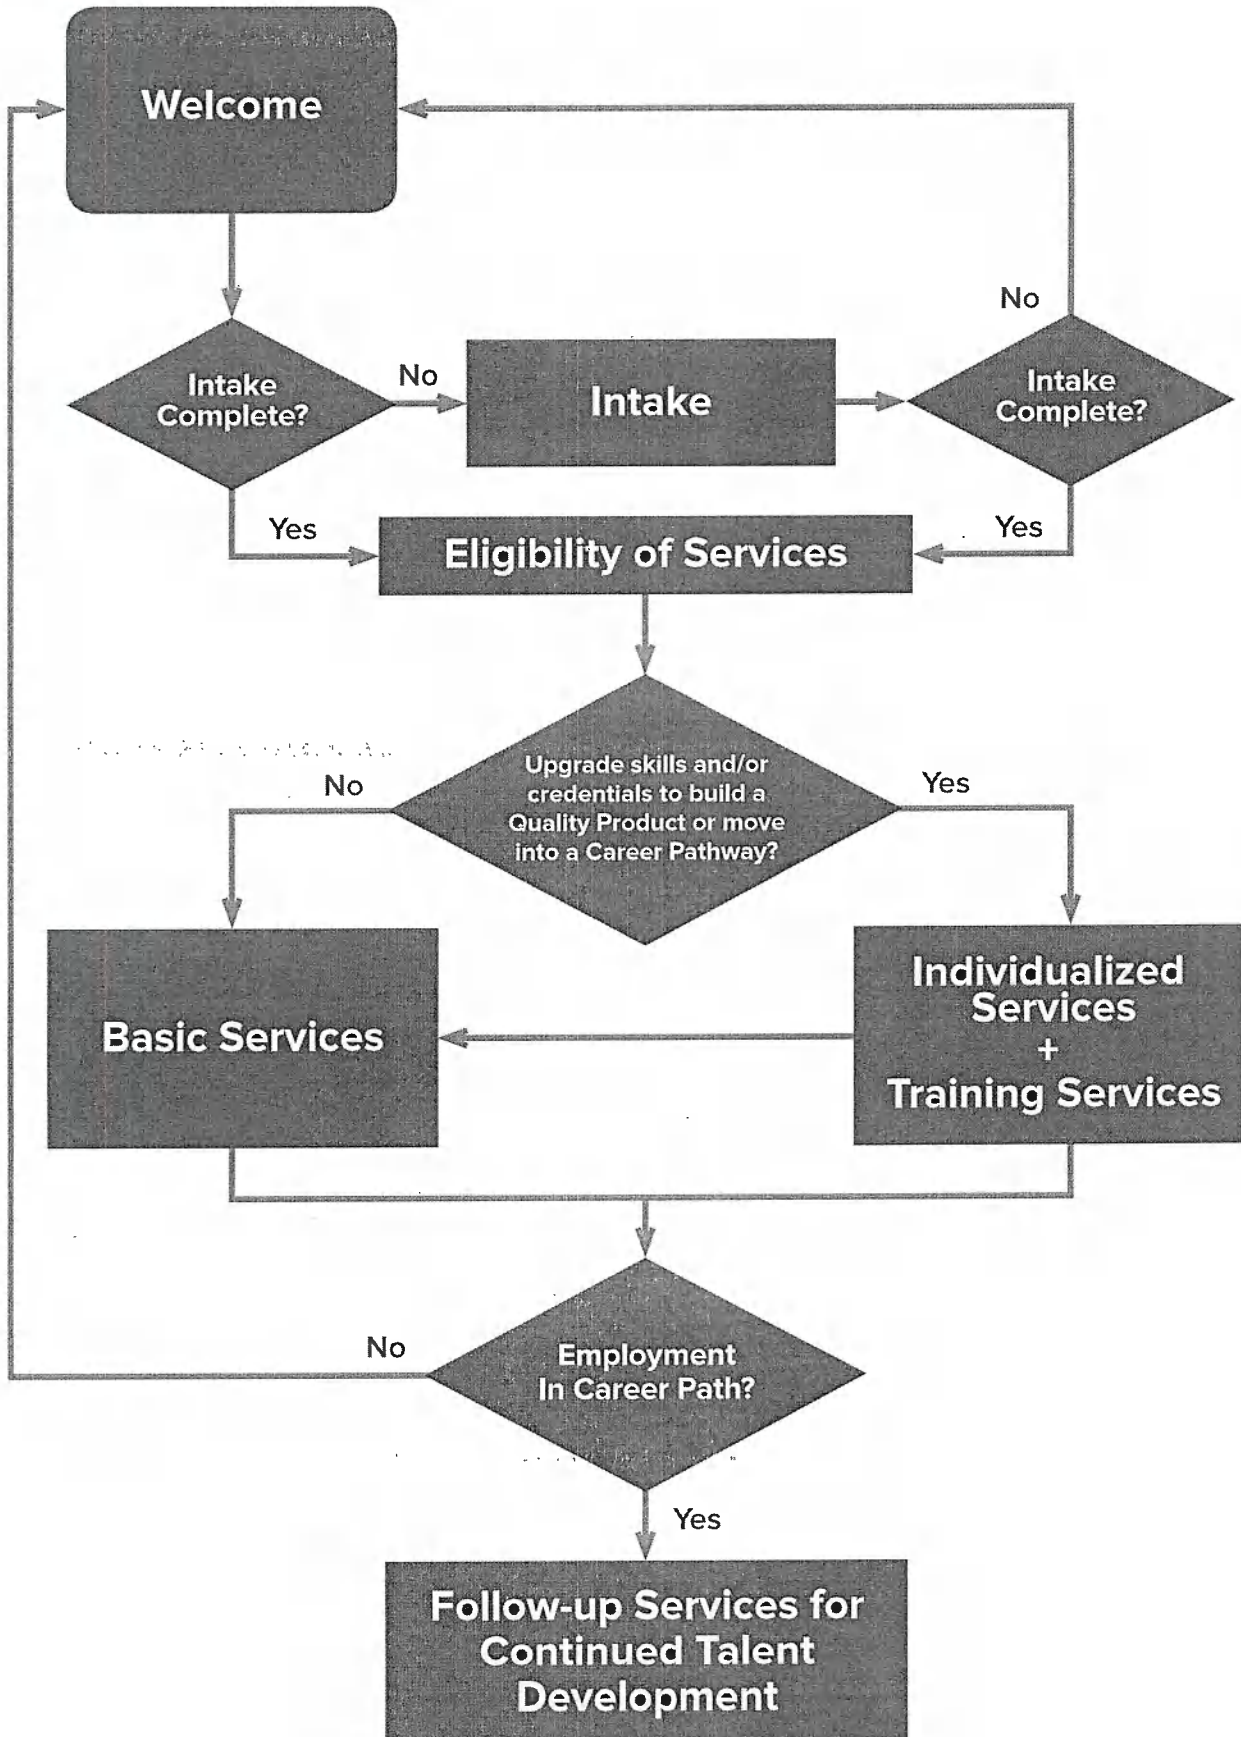 Welcome
No
Intake
Complete?
No
Intake
Intake
Complete?
Yes
Eligibility of Services
Yes
No
Upgrade skills and/or
credentials to build a
Quality Product or move
into a Career Pathway?
Yes
Basic Services
Individualized
Services
+
Training Services
No
Employment
In Career Path?
Yes
Follow-up Services for
Continued Talent
Development